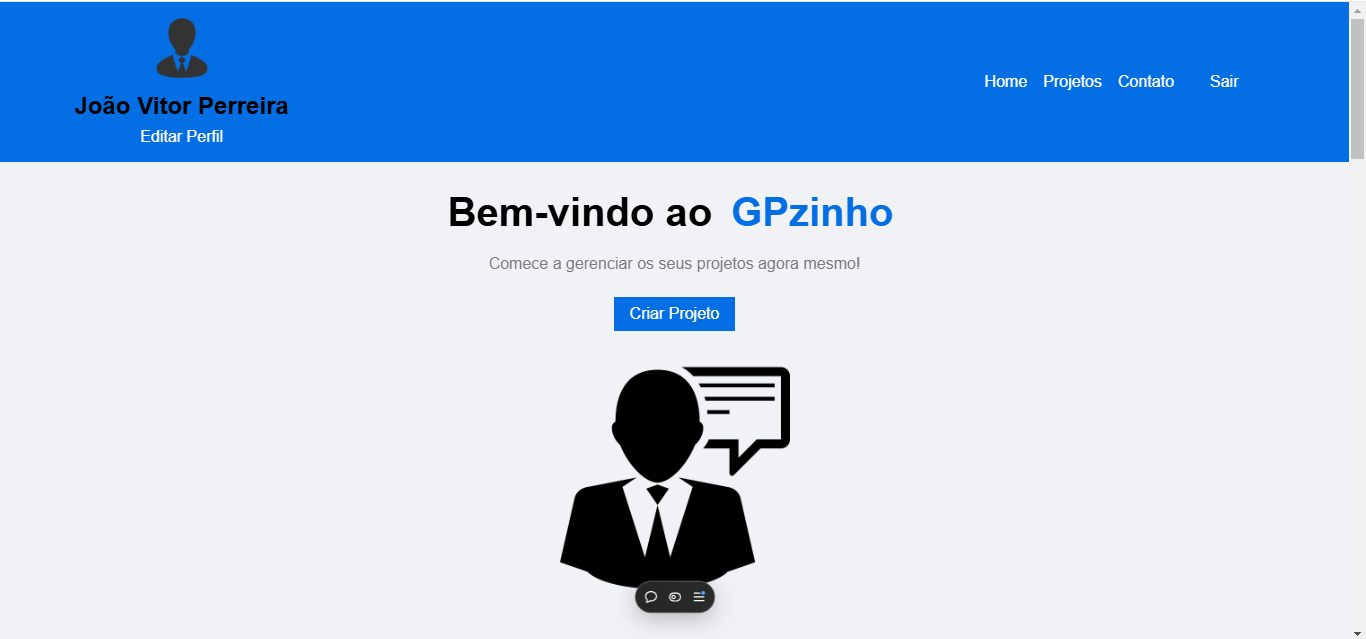 João Vitor Perreira
Editar Perfil
Home Projetos Contato Sair
Bem-vindo ao GPzinho
Comece a gerenciar os seus projetos agora mesmo!
Criar Projeto